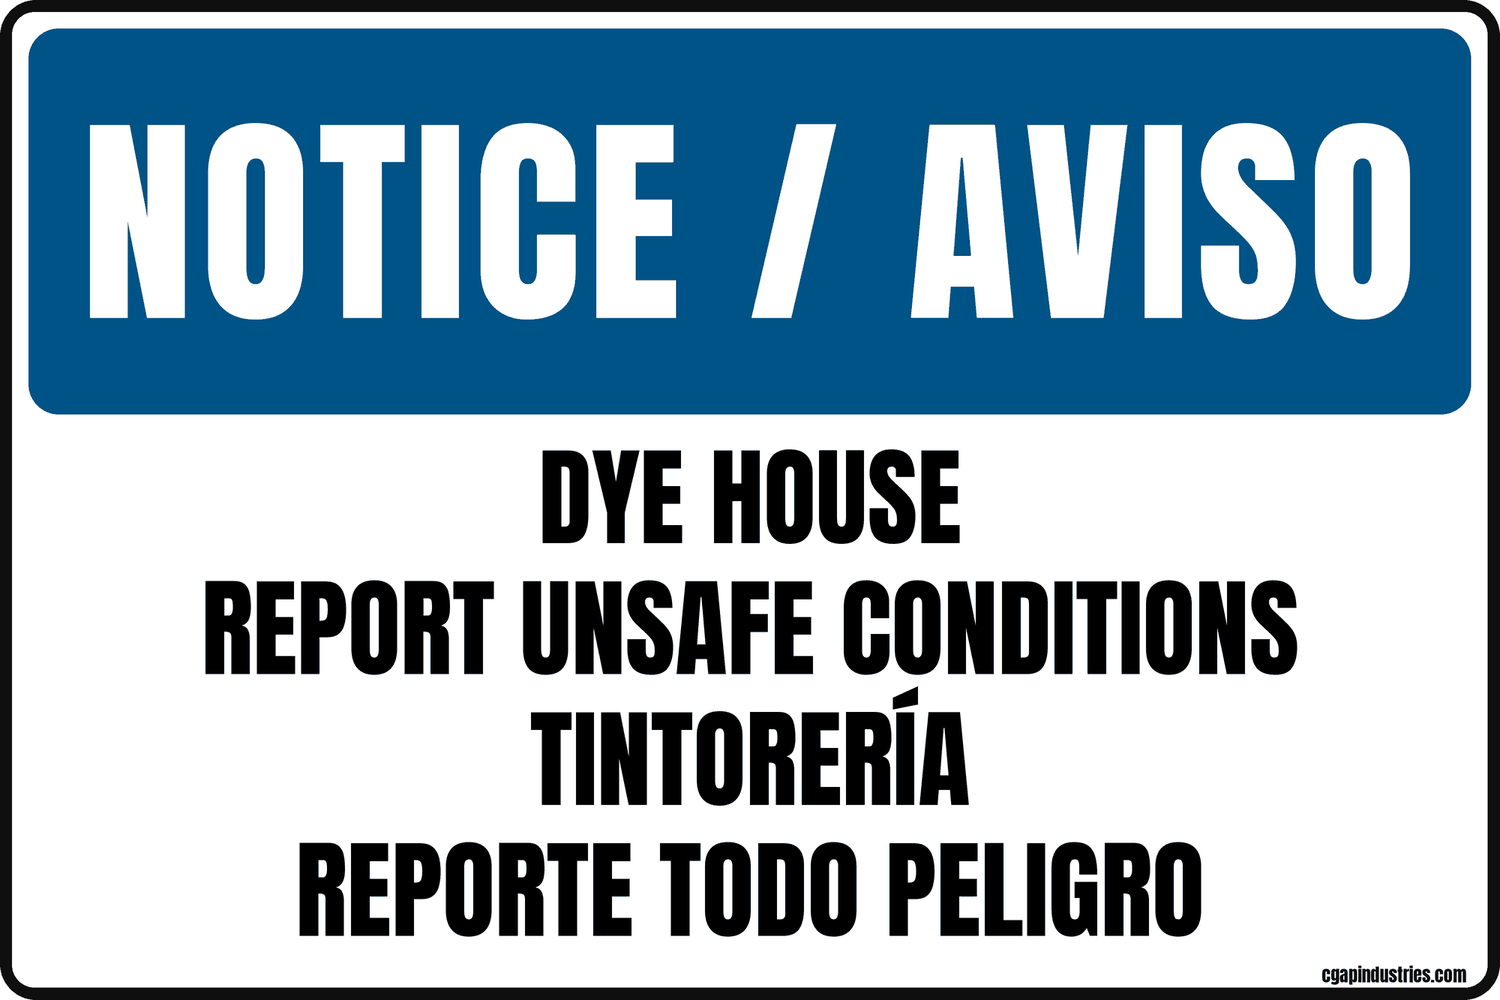 NOTICE / AVISO
DYE HOUSE
REPORT UNSAFE CONDITIONS
TINTORERÍA
REPORTE TODO PELIGRO
cgapindustries.com